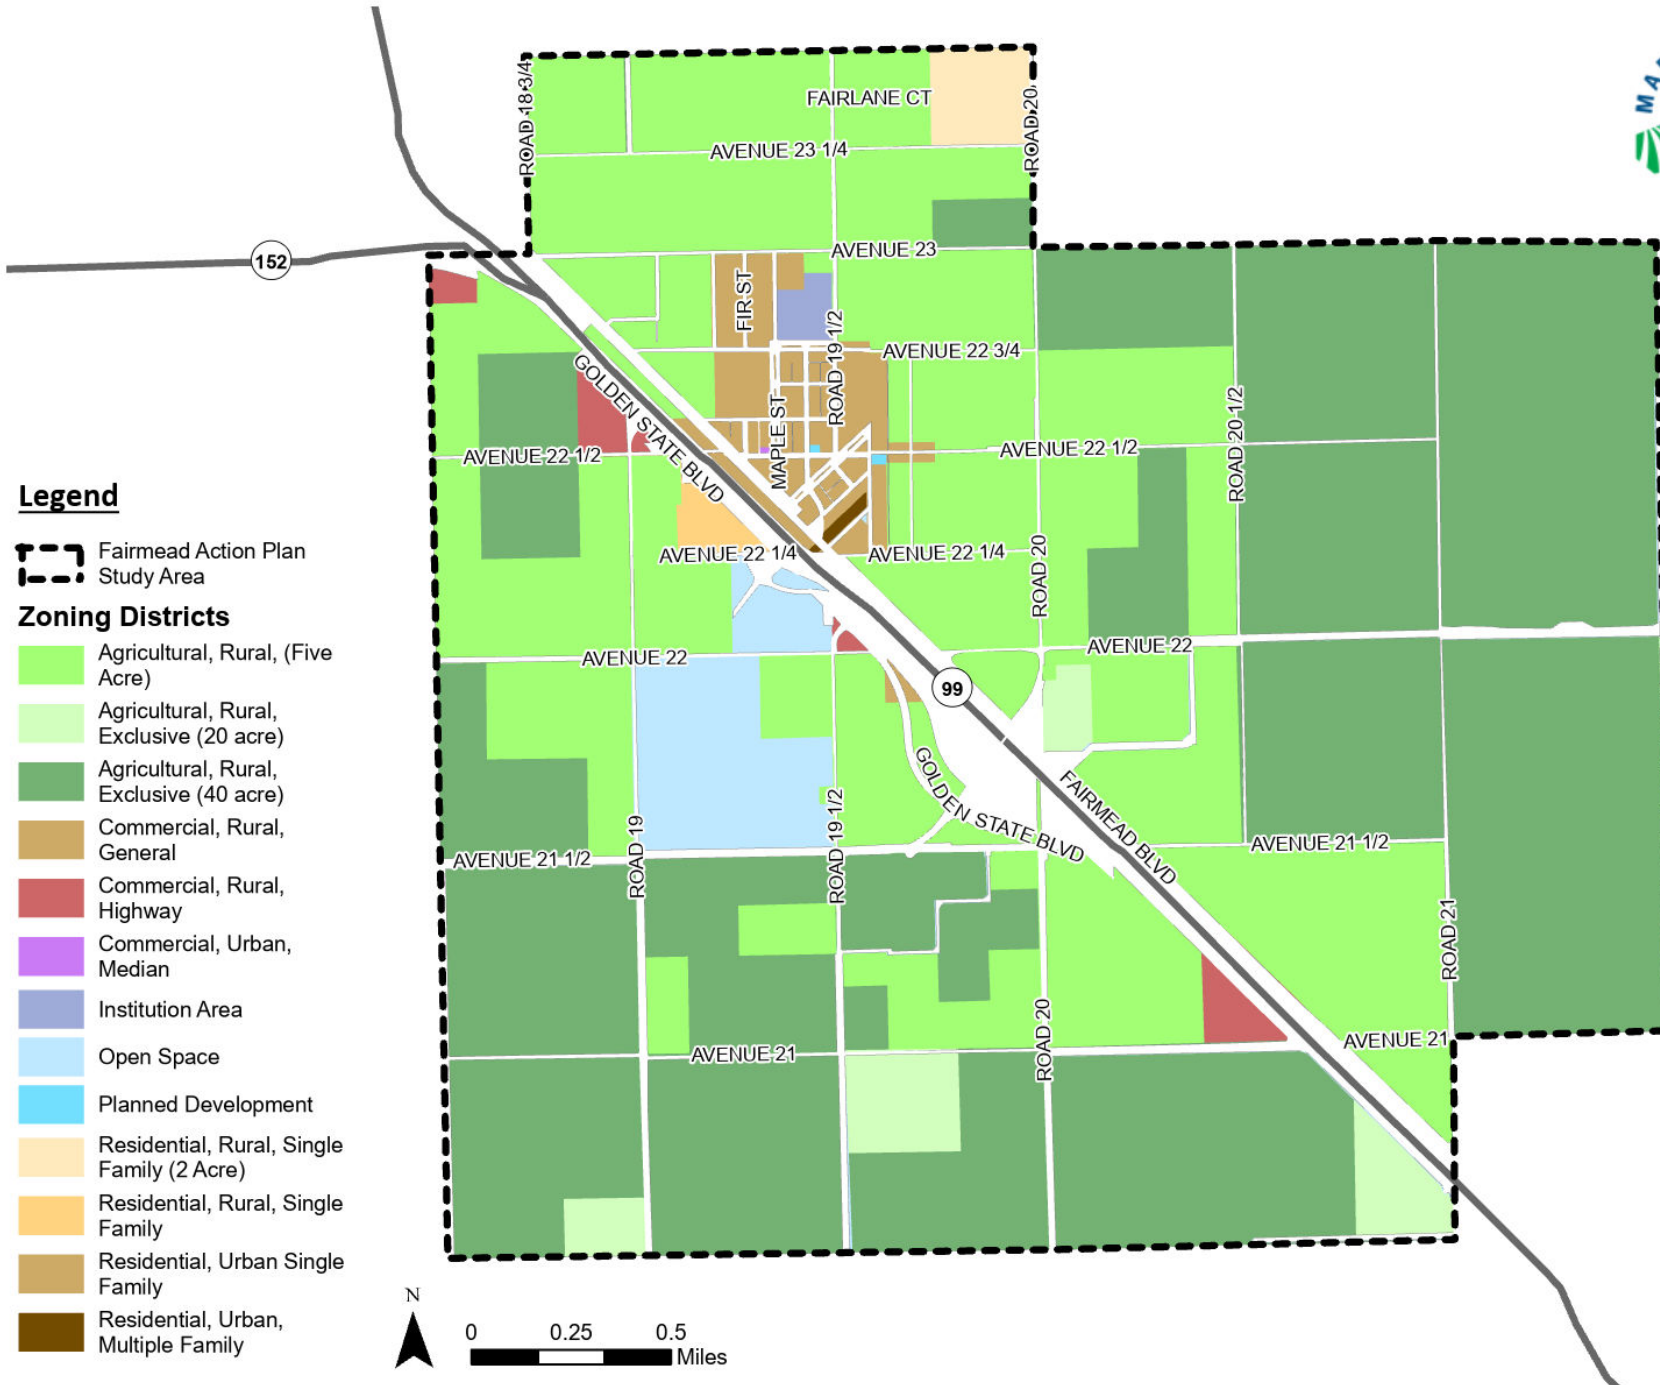 MA
ROAD 18 3/4
FAIRLANE CT
ROAD 20
AVENUE 23 1/4
AVENUE 23
152
FIR ST
ROAD 19 1/2
AVENUE 22 3/4
GOLDEN STATE BLVD
MAPLE ST
ROAD 20 1/2
AVENUE 22 1/2
AVENUE 22 1/2
AVENUE 22 1/4
AVENUE 22 1/4
ROAD 20
AVENUE 22
AVENUE 22
99
GOLDEN STATE BLVD
FAIRMEAD BLVD
ROAD 19
ROAD 19 1/2
AVENUE 21 1/2
AVENUE 21 1/2
ROAD 21
ROAD 20
AVENUE 21
AVENUE 21
Legend
Fairmead Action Plan
Study Area
Zoning Districts
Agricultural, Rural, (Five
Acre)
Agricultural, Rural,
Exclusive (20 acre)
Agricultural, Rural,
Exclusive (40 acre)
Commercial, Rural,
General
Commercial, Rural,
Highway
Commercial, Urban,
Median
Institution Area
Open Space
Planned Development
Residential, Rural, Single
Family (2 Acre)
Residential, Rural, Single
Family
Residential, Urban Single
Family
Residential, Urban,
Multiple Family
N
0 0.25 0.5
Miles